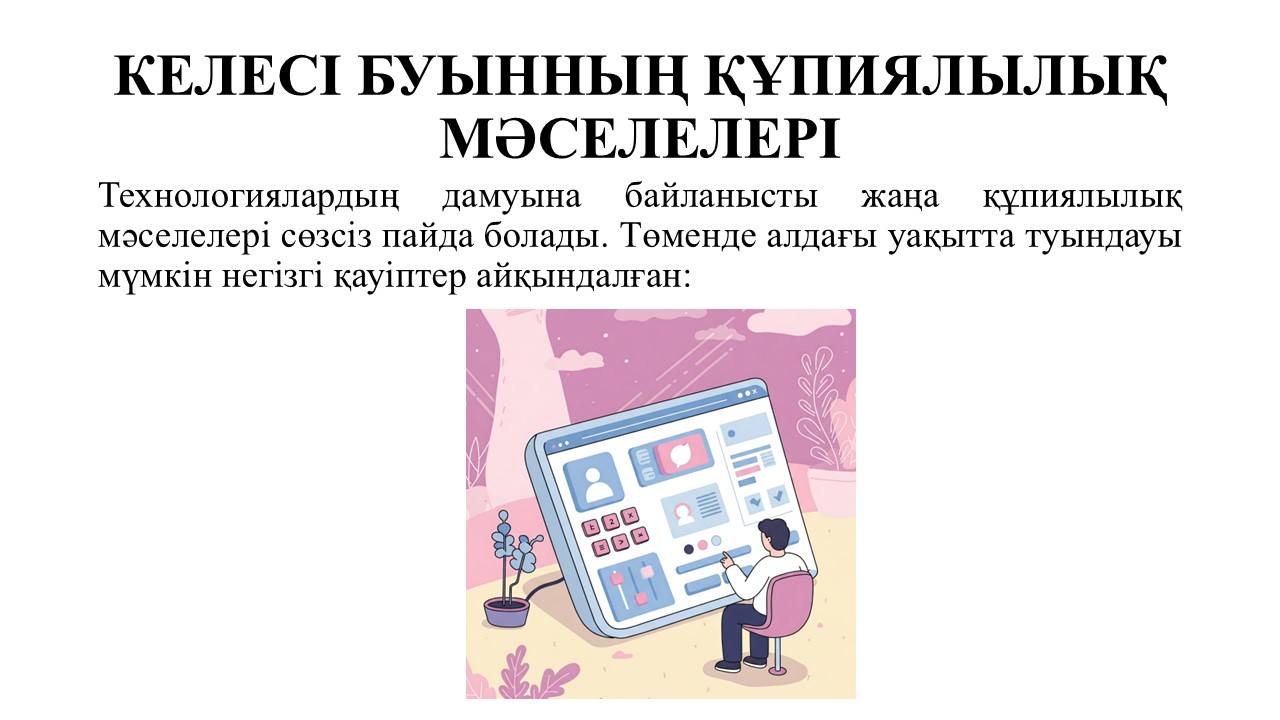 КЕЛЕСІ БУЫННЫҢ ҚҰПИЯЛЫЛЫҚ
МӘСЕЛЕЛЕРІ
Технологиялардың дамуына байланысты жаңа құпиялылық
мәселелері сөзсіз пайда болады. Төменде алдағы уақытта туындауы
мүмкін негізгі қауіптер айқындалған: